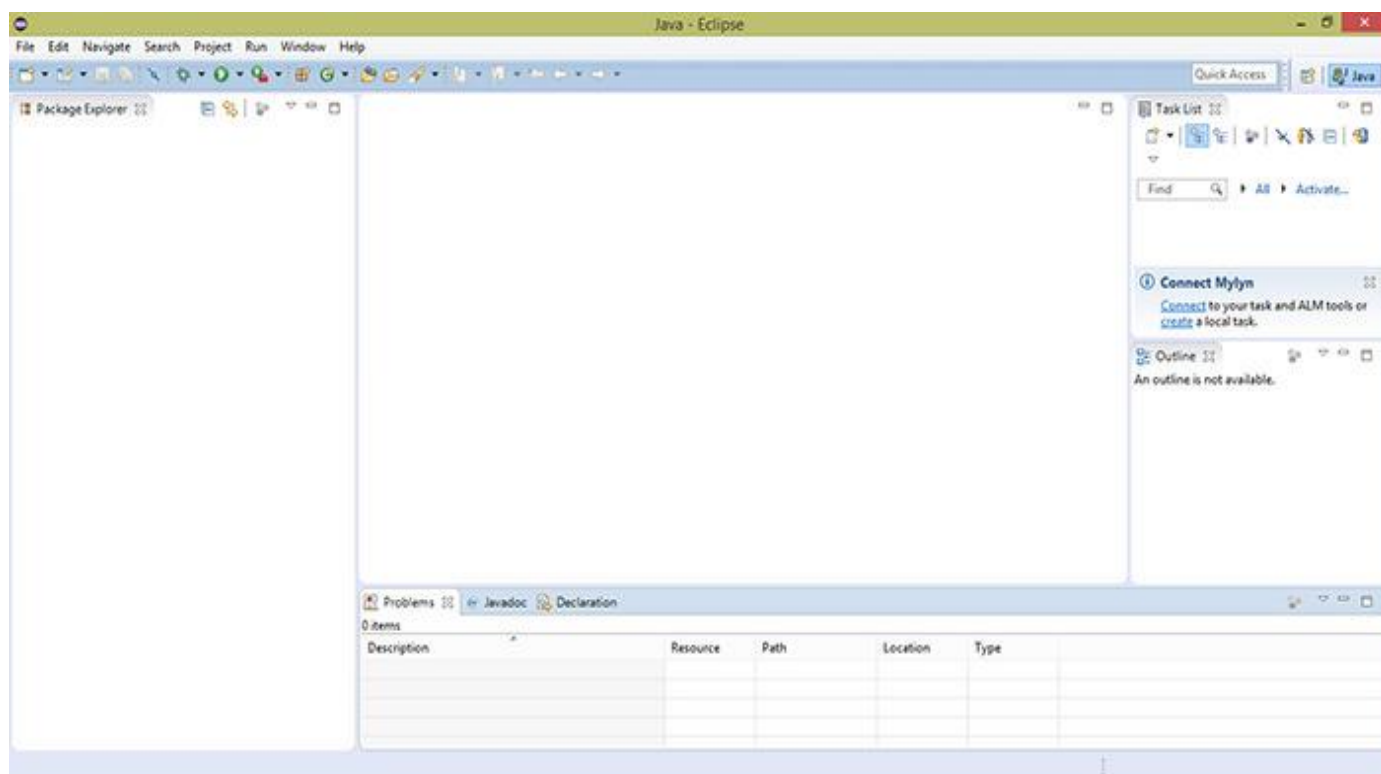 Java - Eclipse
File Edit Navigate Search Project Run Window Help
Quick Access
Java
Package Explorer
Task List
Find
All
Activate...
Connect Mylyn
Connect to your task and ALM tools or
create a local task.
Outline
An outline is not available.
Problems Javadoc Declaration
0 items
Description Resource Path Location Type